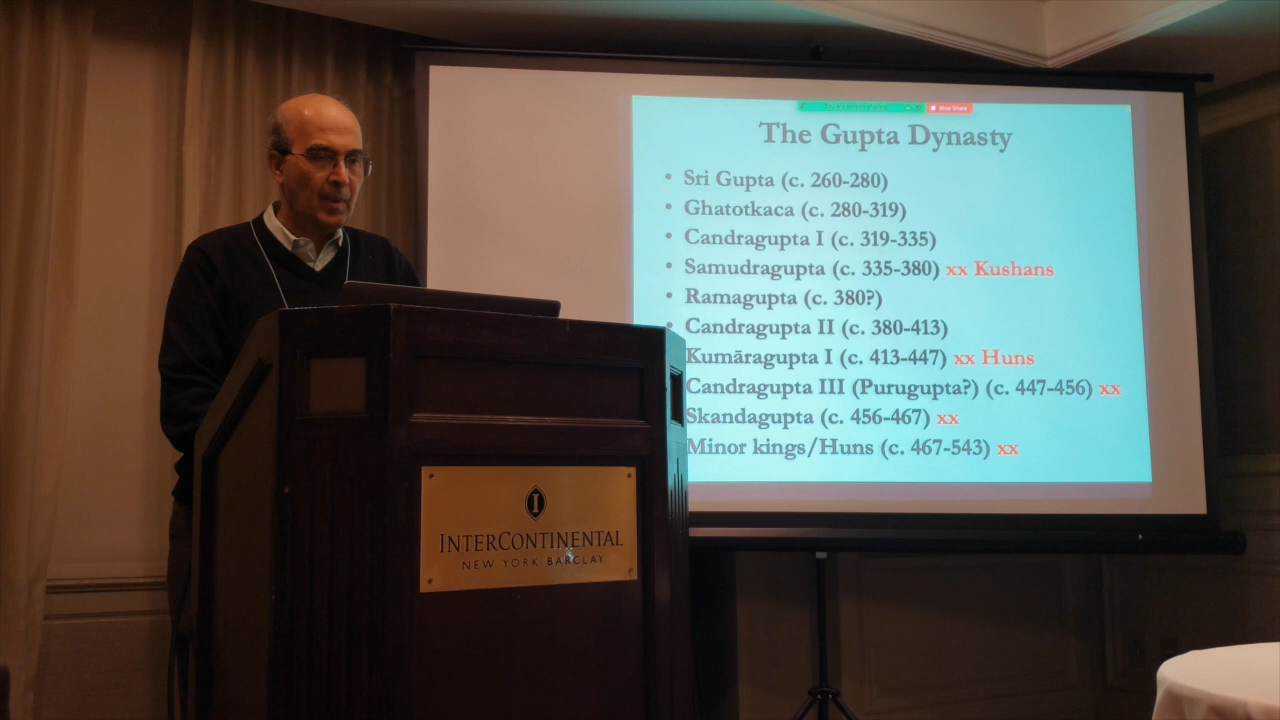 Stop Share
The Gupta Dynasty
• Sri Gupta (c. 260-280)
• Ghatotkaca (c. 280-319)
• Candragupta I (c. 319-335)
• Samudragupta (c. 335-380) xx Kushans
• Ramagupta (c. 380?)
• Candragupta II (c. 380-413)
Kumāragupta I (c. 413-447) xx Huns
Candragupta III (Purugupta?) (c. 447-456) xx
Skandagupta (c. 456-467) xx
Minor kings/Huns (c. 467-543) xx
I
INTERCONTINENTAL
NEW YORK BARCLAY